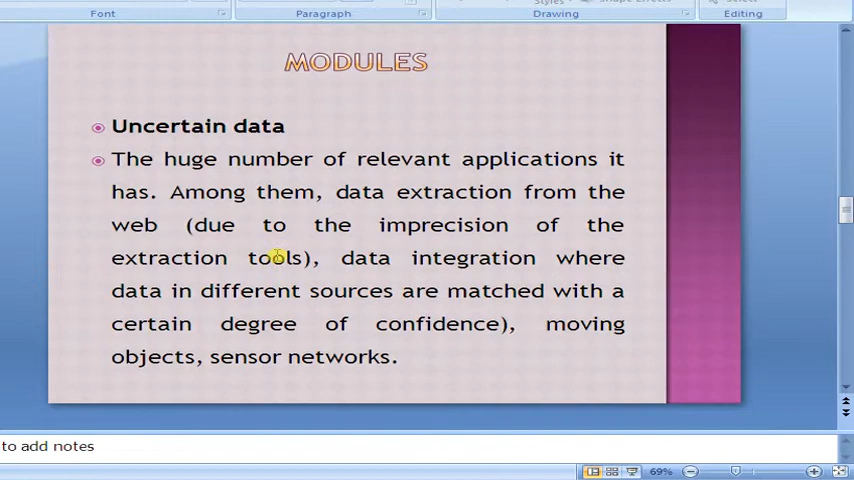 Font Paragraph Drawing Editing
MODULES
Uncertain data
The huge number of relevant applications it
has. Among them, data extraction from the
web (due to the imprecision of the
extraction tools), data integration where
data in different sources are matched with a
certain degree of confidence), moving
objects, sensor networks.
to add notes
69%